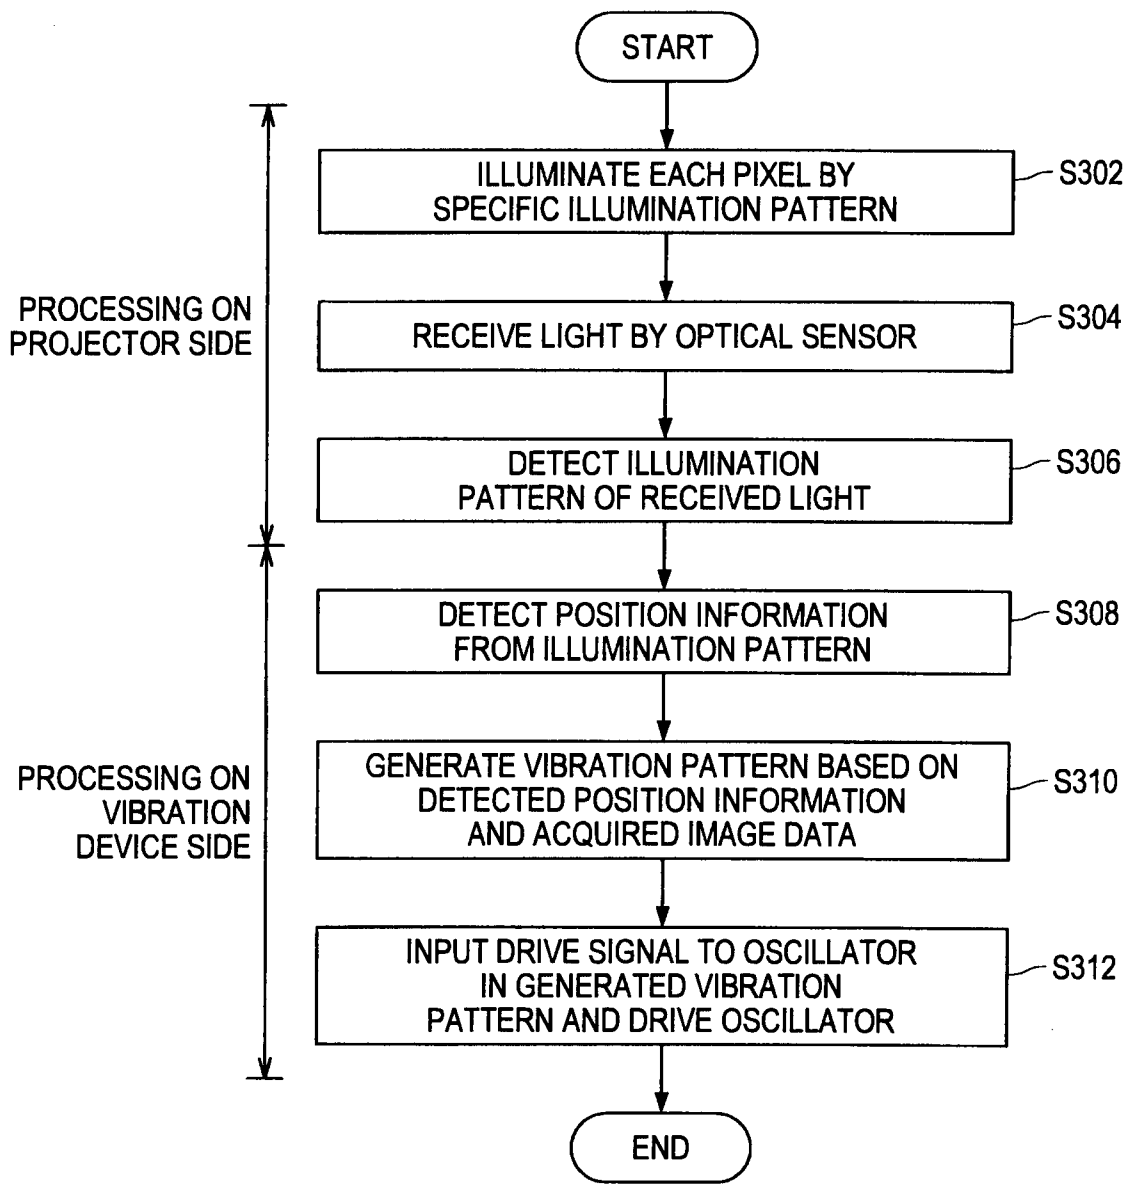 START
ILLUMINATE EACH PIXEL BY
SPECIFIC ILLUMINATION PATTERN
S302
PROCESSING ON
PROJECTOR SIDE
RECEIVE LIGHT BY OPTICAL SENSOR
S304
DETECT ILLUMINATION
PATTERN OF RECEIVED LIGHT
S306
DETECT POSITION INFORMATION
FROM ILLUMINATION PATTERN
S308
PROCESSING ON
VIBRATION
DEVICE SIDE
GENERATE VIBRATION PATTERN BASED ON
DETECTED POSITION INFORMATION
AND ACQUIRED IMAGE DATA
S310
INPUT DRIVE SIGNAL TO OSCILLATOR
IN GENERATED VIBRATION
PATTERN AND DRIVE OSCILLATOR
S312
END